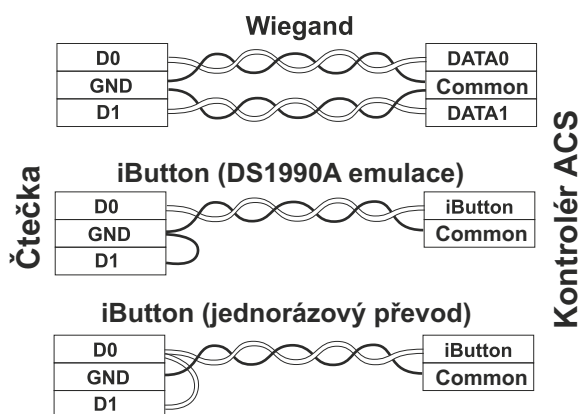 Wiegand
D0
GND
D1
DATA0
Common
DATA1
Čtečka
Kontrolér ACS
iButton (DS1990A emulace)
D0
GND
D1
iButton
Common
iButton (jednorázový převod)
D0
GND
D1
iButton
Common